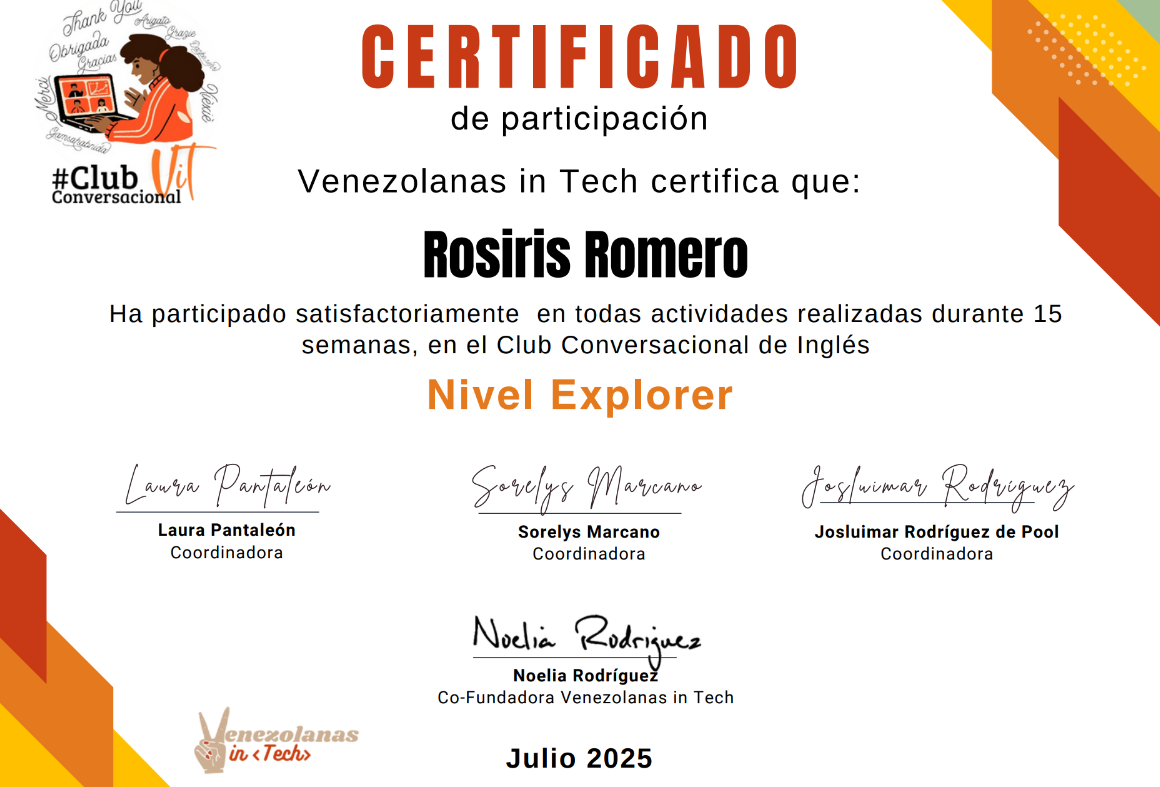 Thank You
Arigato
Grazie
Obrigada
Gracias
Merci
Xièxiè
Gamsahabnida
#Club ViT
Conversacional
CERTIFICADO
de participación
Venezolanas in Tech certifica que:
Rosiris Romero
Ha participado satisfactoriamente en todas actividades realizadas durante 15
semanas, en el Club Conversacional de Inglés
Nivel Explorer
Laura Pantaleón
Sorelys Marcano
Josluimar Rodríguez
Laura Pantaleón
Sorelys Marcano
Josluimar Rodríguez de Pool
Coordinadora
Coordinadora
Coordinadora
Noelia Rodriguez
Noelia Rodríguez
Co-Fundadora Venezolanas in Tech
Venezolanas
in <Tech>
Julio 2025